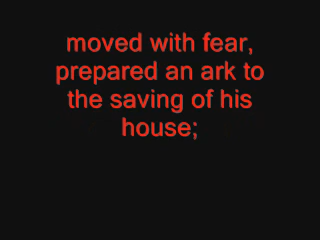 moved with fear,
prepared an ark to
the saving of his
house;